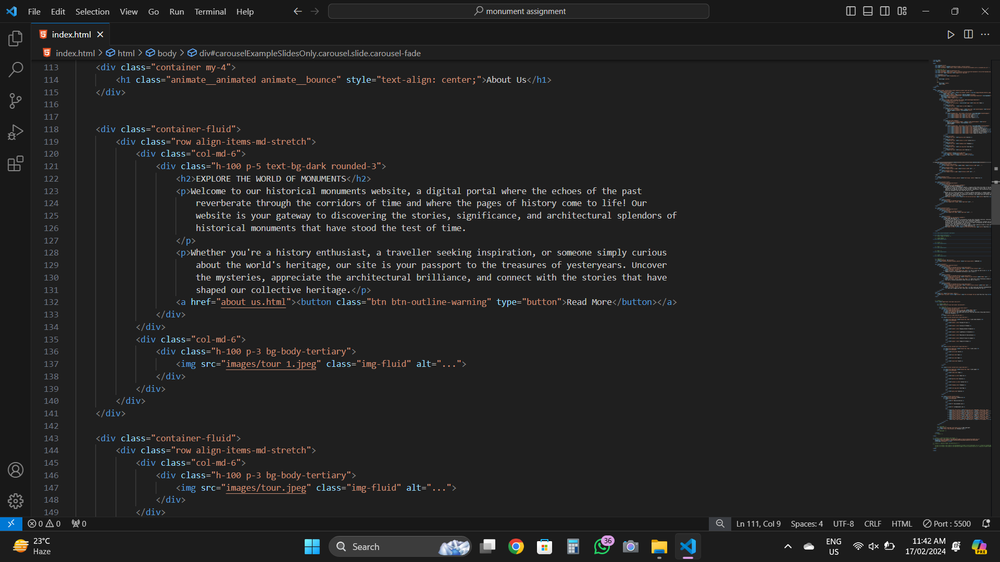 File Edit Selection View Go Run Terminal Help
monument assignment
index.html
index.html > html > body > div#carouselExampleSlidesOnly.carousel.slide.carousel-fade
113 <div class="container my-4">
114 <h1 class="animate__animated animate__bounce" style="text-align: center;">About Us</h1>
115 </div>
116
117
118 <div class="container-fluid">
119 <div class="row align-items-md-stretch">
120 <div class="col-md-6">
121 <div class="h-100 p-5 text-bg-dark rounded-3">
122 <h2>EXPLORE THE WORLD OF MONUMENTS</h2>
123 <p>Welcome to our historical monuments website, a digital portal where the echoes of the past
124 reverberate through the corridors of time and where the pages of history come to life! Our
125 website is your gateway to discovering the stories, significance, and architectural splendors of
126 historical monuments that have stood the test of time.
127 </p>
128 <p>Whether you're a history enthusiast, a traveller seeking inspiration, or someone simply curious
129 about the world's heritage, our site is your passport to the treasures of yesteryears. Uncover
130 the mysteries, appreciate the architectural brilliance, and connect with the stories that have
131 shaped our collective heritage.</p>
132 <a href="about us.html"><button class="btn btn-outline-warning" type="button">Read More</button></a>
133 </div>
134 </div>
135 <div class="col-md-6">
136 <div class="h-100 p-3 bg-body-tertiary">
137 <img src="images/tour 1.jpeg" class="img-fluid" alt="...">
138 </div>
139 </div>
140 </div>
141 </div>
142
143 <div class="container-fluid">
144 <div class="row align-items-md-stretch">
145 <div class="col-md-6">
146 <div class="h-100 p-3 bg-body-tertiary">
147 <img src="images/tour.jpeg" class="img-fluid" alt="...">
148 </div>
149 </div>
0 0 0 Ln 111, Col 9 Spaces: 4 UTF-8 CRLF HTML Port : 5500
23°C
Haze
Search
36
ENG
US
11:42 AM
17/02/2024
PRE